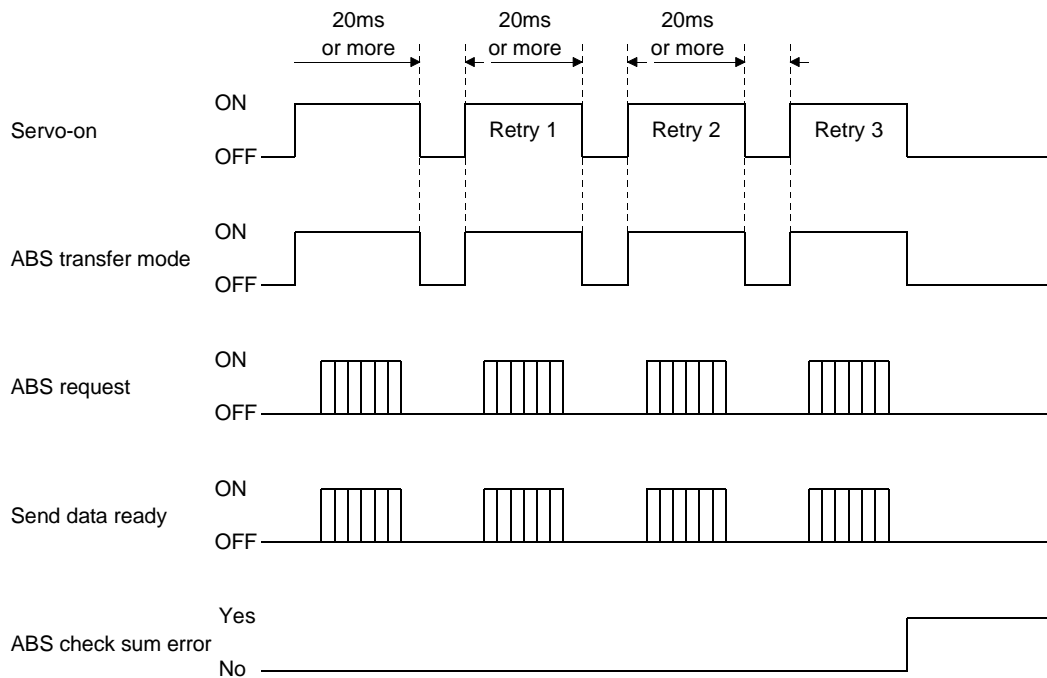 20ms
or more
20ms
or more
20ms
or more
ON
Servo-on
Retry 1
Retry 2
Retry 3
OFF
ON
ABS transfer mode
OFF
ON
ABS request
OFF
ON
Send data ready
OFF
Yes
ABS check sum error
No